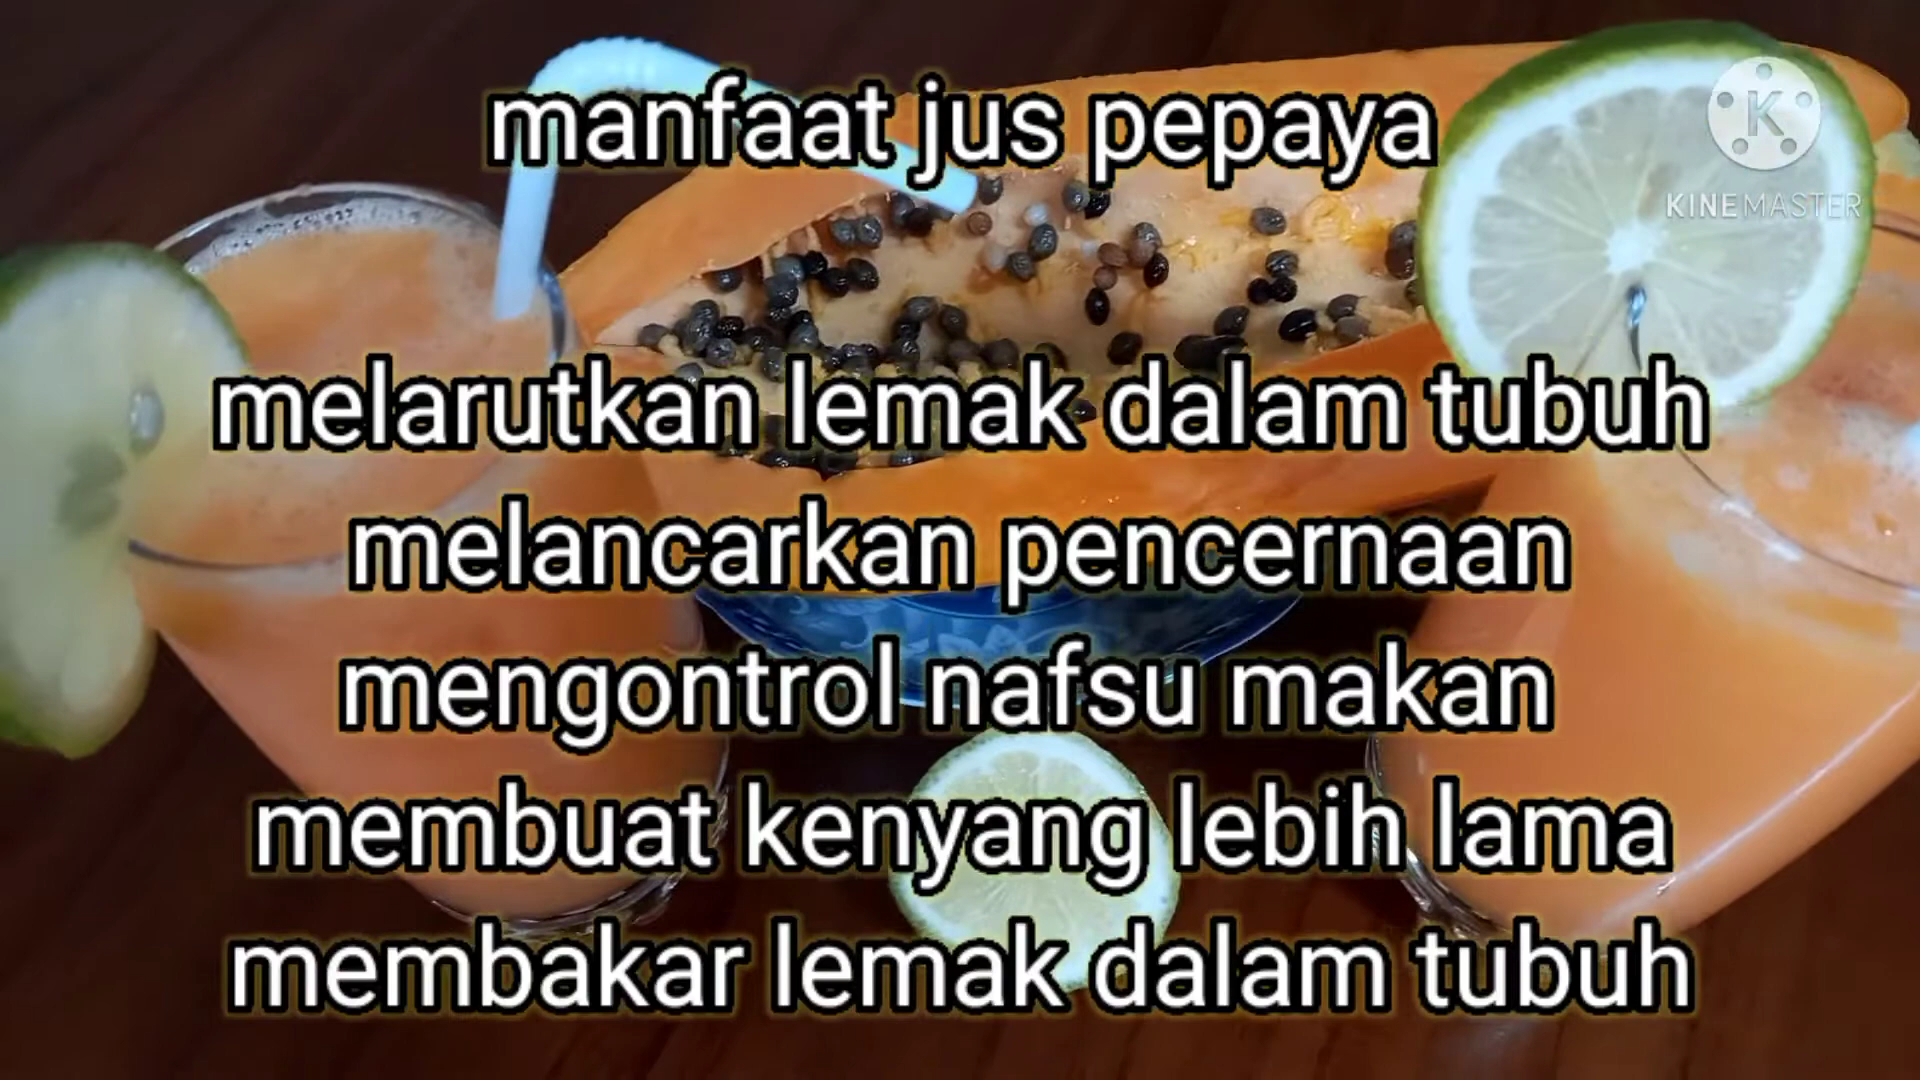 manfaat jus pepaya
KINEMASTER
melarutkan lemak dalam tubuh
melancarkan pencernaan
mengontrol nafsu makan
membuat kenyang lebih lama
membakar lemak dalam tubuh